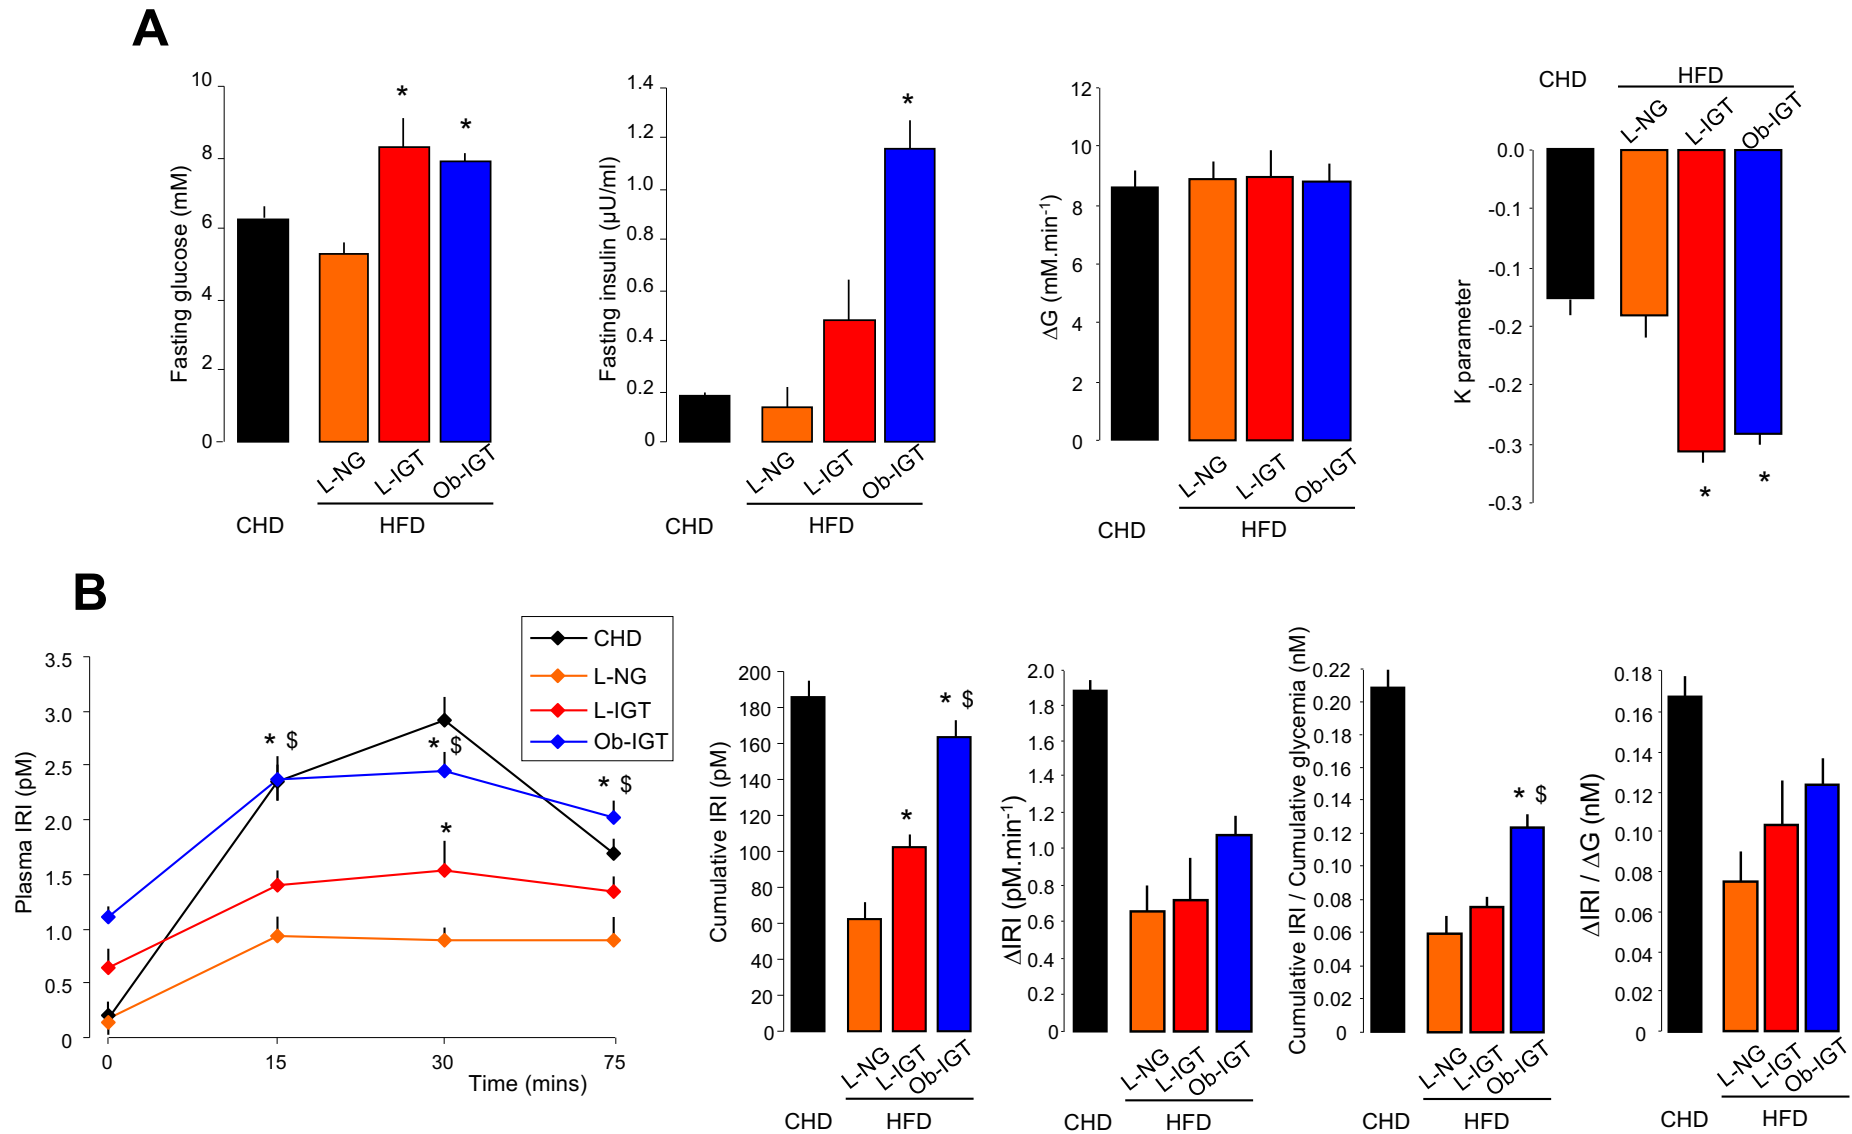 A
10
8
6
4
2
0
Fasting glucose (mM)
*
*
L-NG
L-IGT
Ob-IGT
CHD
HFD
1.4
1.2
1.0
0.8
0.6
0.4
0.2
0
Fasting insulin (μU/ml)
*
L-NG
L-IGT
Ob-IGT
CHD
HFD
12
10
8
6
4
2
0
ΔG (mM.min-1)
L-NG
L-IGT
Ob-IGT
CHD
HFD
CHD
HFD
L-NG
L-IGT
Ob-IGT
0.0
-0.1
-0.1
-0.2
-0.2
-0.3
-0.3
K parameter
*
*
B
3.5
3.0
2.5
2.0
1.5
1.0
0.5
0
Plasma IRI (pM)
* $
* $
* $
*
CHD
L-NG
L-IGT
Ob-IGT
0
15
30
75
Time (mins)
200
180
160
140
120
100
80
60
40
20
0
Cumulative IRI (pM)
*
* $
L-NG
L-IGT
Ob-IGT
CHD
HFD
2.0
1.8
1.6
1.4
1.2
1.0
0.8
0.6
0.4
0.2
0
ΔIRI (pM.min-1)
L-NG
L-IGT
Ob-IGT
CHD
HFD
0.22
0.20
0.18
0.16
0.14
0.12
0.10
0.08
0.06
0.04
0.02
0
Cumulative IRI / Cumulative glycemia (nM)
* $
L-NG
L-IGT
Ob-IGT
CHD
HFD
0.18
0.16
0.14
0.12
0.10
0.08
0.06
0.04
0.02
0
ΔIRI / ΔG (nM)
L-NG
L-IGT
Ob-IGT
CHD
HFD